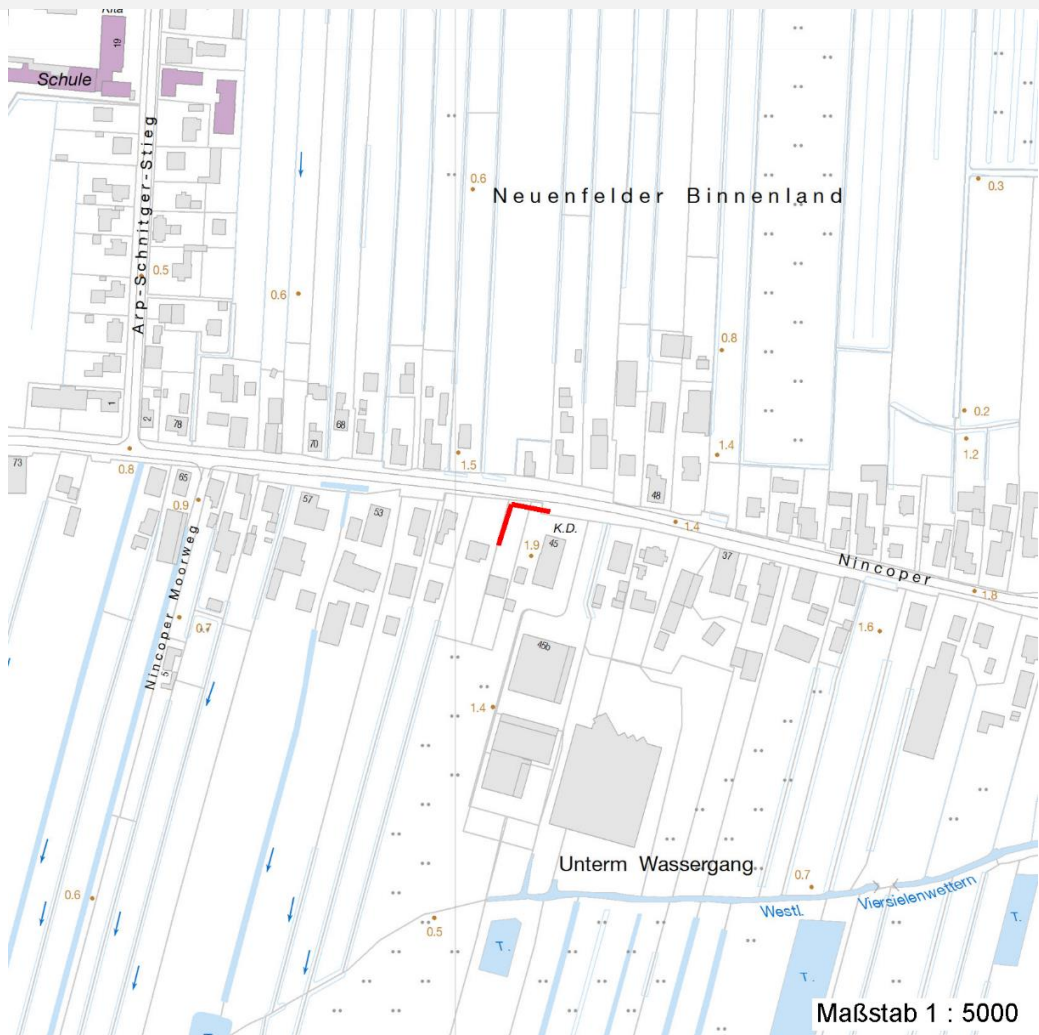 Kita
19
Schule
Arp-Schnitger-Stieg
0.6
Neuenfelder Binnenland
0.3
0.5
0.6
0.8
0.2
1
2
78
70
68
1.5
1.4
1.2
73
0.8
65
0.9
57
53
48
1.4
K.D.
45
1.9
37
Nincoper
1.8
Nincoper Moorweg
0.7
5
1.6
45b
1.4
Unterm Wassergang
0.7
0.6
0.5
Westl.
Viersielenwettern
T.
T.
T.
Maßstab 1 : 5000